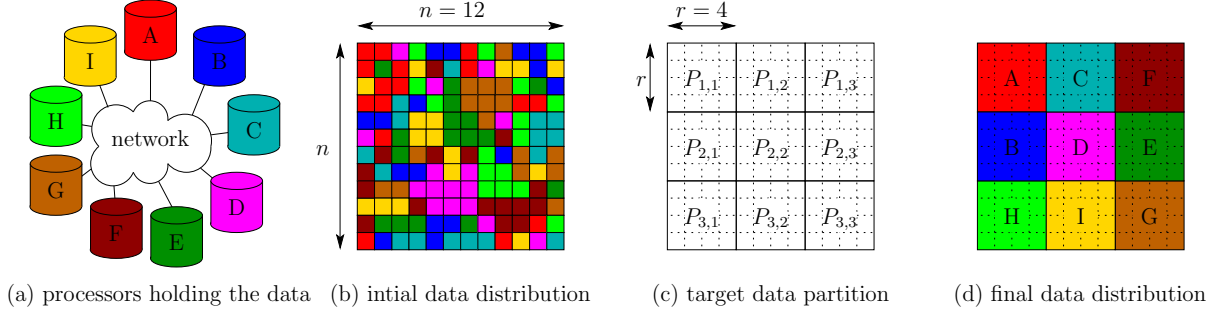 A
I
B
H
C
network
G
D
F
E
(a) processors holding the data
n = 12
n
(b) intial data distribution
r = 4
r
P1,1 P1,2 P1,3
P2,1 P2,2 P2,3
P3,1 P3,2 P3,3
(c) target data partition
A C F
B D E
H I G
(d) final data distribution